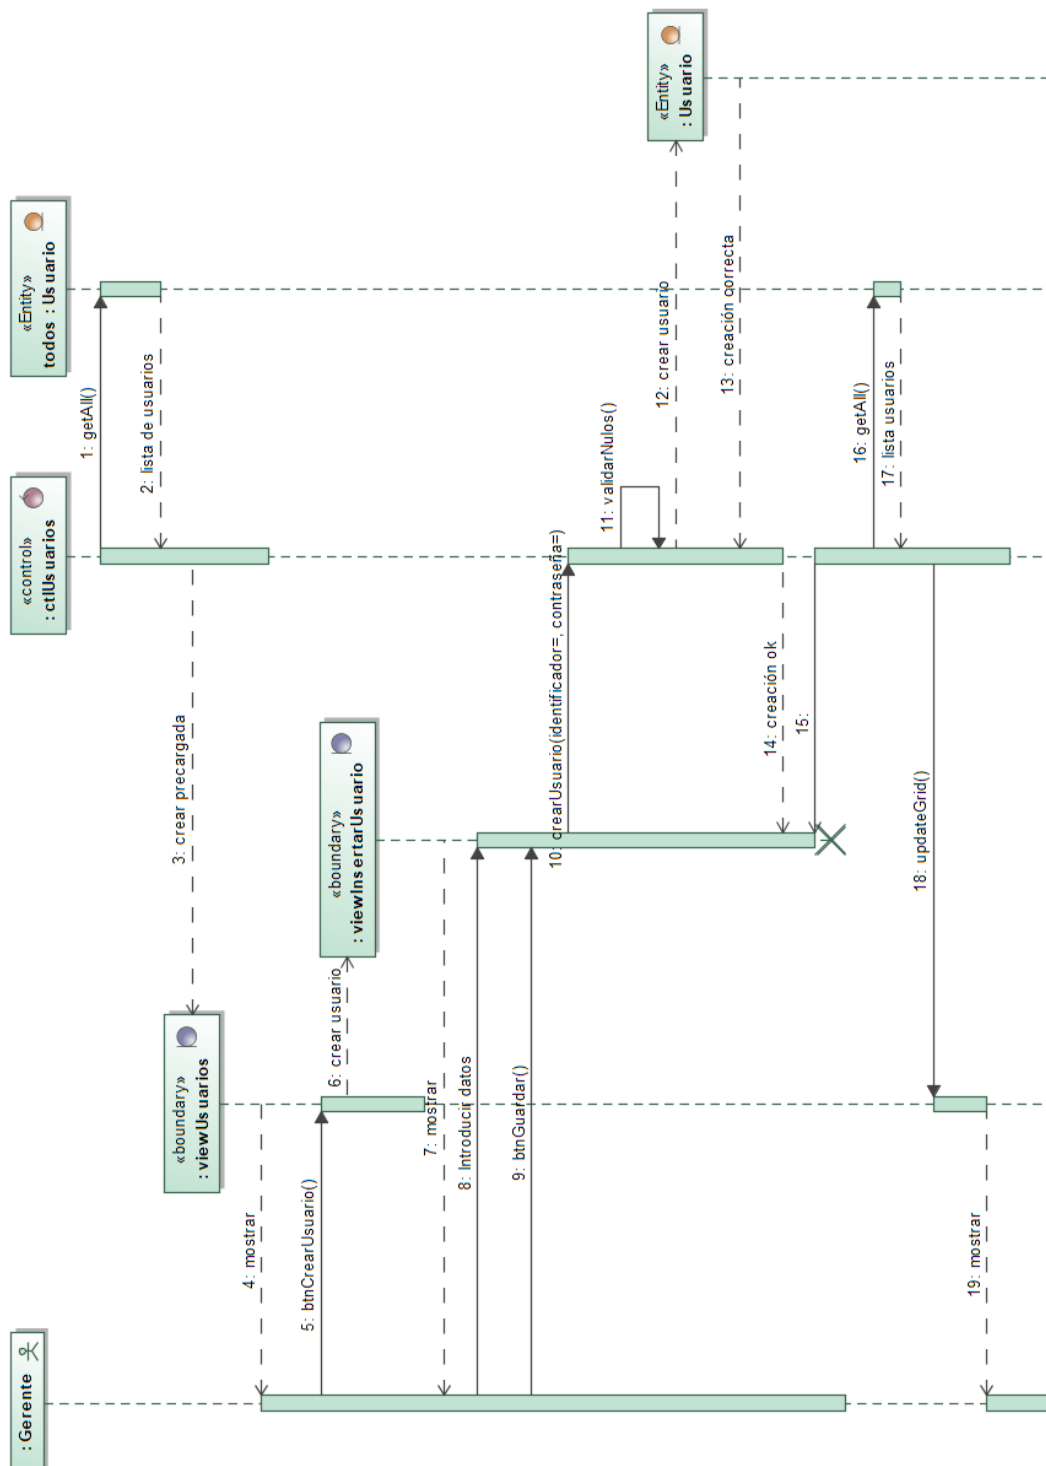 : Gerente
«boundary»
: viewUsuarios
«boundary»
: viewInsertarUsuario
«control»
: ctlUsuarios
«Entity»
todos : Usuario
«Entity»
: Usuario
1: getAll()
2: lista de usuarios
3: crear precargada
4: mostrar
5: btnCrearUsuario()
6: crear usuario
7: mostrar
8: Introducir datos
9: btnGuardar()
10: crearUsuario(identificador=, contraseña=)
11: validarNulos()
12: crear usuario
13: creación correcta
14: creación ok
15:
16: getAll()
17: lista usuarios
18: updateGrid()
19: mostrar